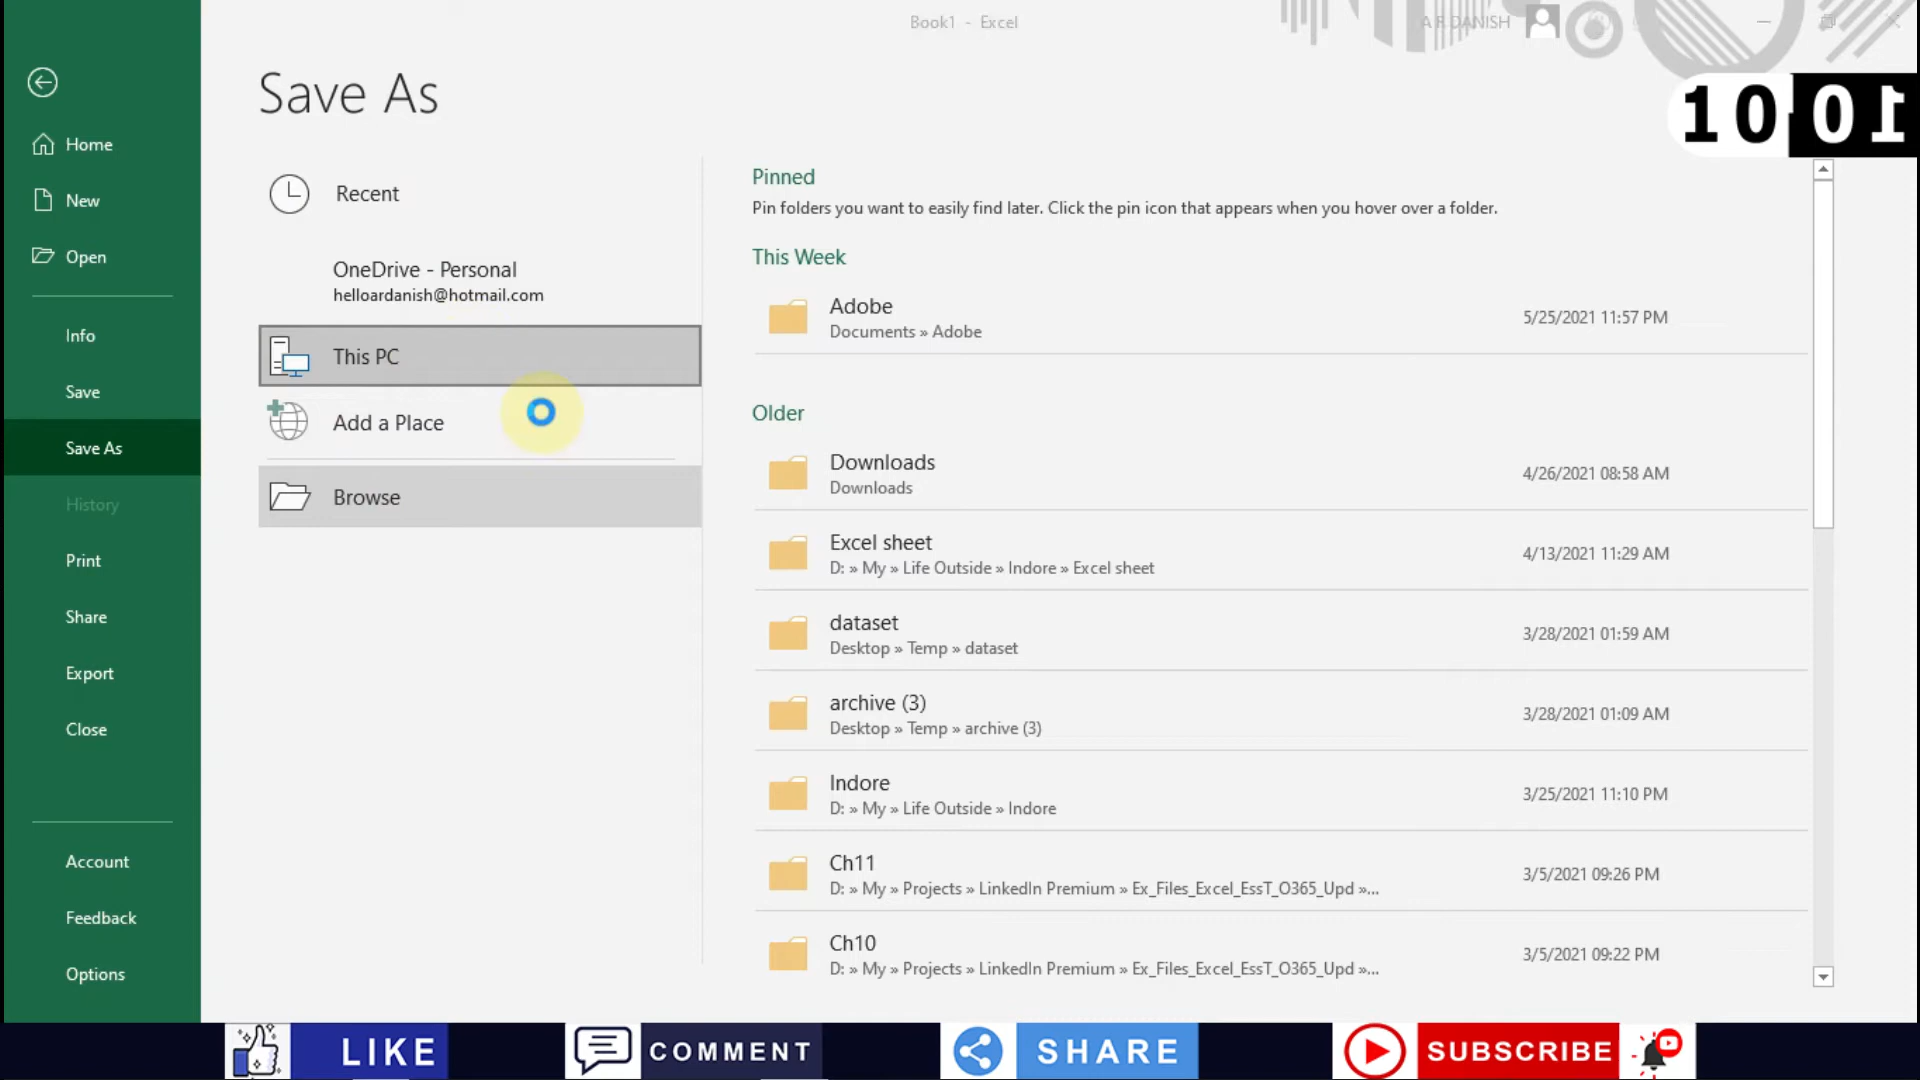 Book1 - Excel
A R DANISH
10 01
Save As
Home
New
Open
Info
Save
Save As
History
Print
Share
Export
Close
Account
Feedback
Options
Recent
OneDrive - Personal
helloardanish@hotmail.com
This PC
Add a Place
Browse
Pinned
Pin folders you want to easily find later. Click the pin icon that appears when you hover over a folder.
This Week
Adobe
Documents » Adobe
5/25/2021 11:57 PM
Older
Downloads
Downloads
4/26/2021 08:58 AM
Excel sheet
D: » My » Life Outside » Indore » Excel sheet
4/13/2021 11:29 AM
dataset
Desktop » Temp » dataset
3/28/2021 01:59 AM
archive (3)
Desktop » Temp » archive (3)
3/28/2021 01:09 AM
Indore
D: » My » Life Outside » Indore
3/25/2021 11:10 PM
Ch11
D: » My » Projects » LinkedIn Premium » Ex_Files_Excel_EssT_O365_Upd »...
3/5/2021 09:26 PM
Ch10
D: » My » Projects » LinkedIn Premium » Ex_Files_Excel_EssT_O365_Upd »...
3/5/2021 09:22 PM
LIKE
COMMENT
SHARE
SUBSCRIBE